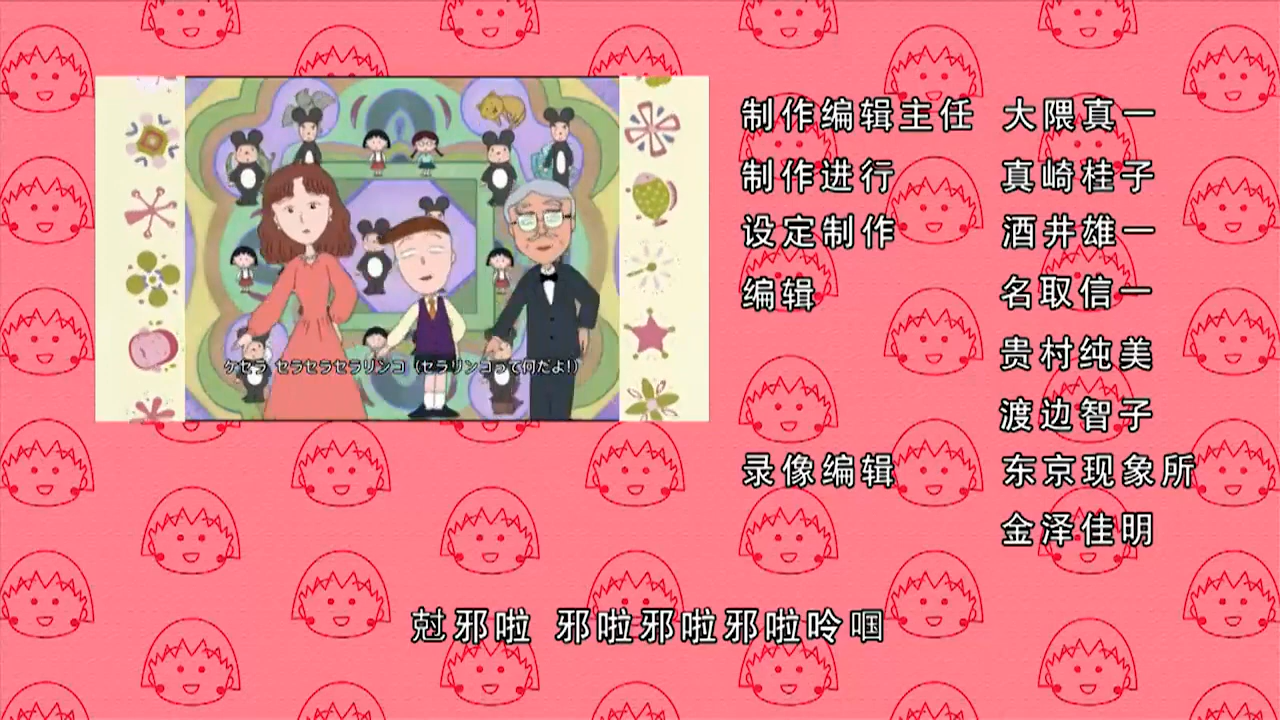 制作编辑主任 大隈真一
制作进行 真崎桂子
设定制作 酒井雄一
编辑 名取信一
贵村纯美
渡边智子
录像编辑 东京现象所
金泽佳明
ケセラ セラセラセラリンコ (セラリンコって何だよ!)
尅邪啦 邪啦邪啦邪啦呤啯